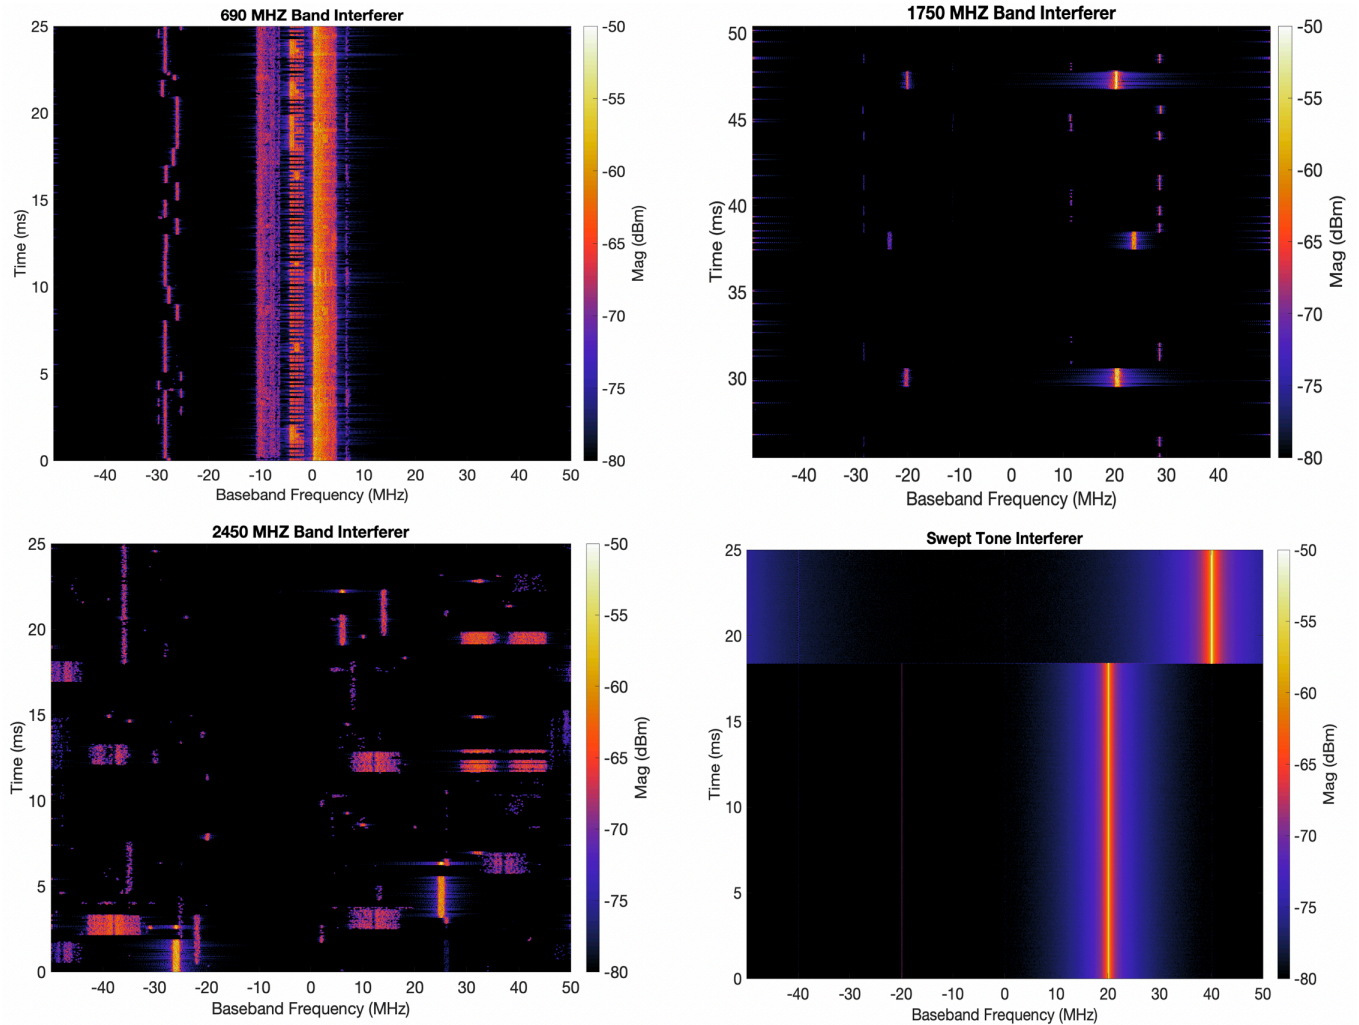 690 MHZ Band Interferer
25
20
15
10
5
0
Time (ms)
-40 -30 -20 -10 0 10 20 30 40 50
Baseband Frequency (MHz)
-50
-55
-60
-65
-70
-75
-80
Mag (dBm)
1750 MHZ Band Interferer
50
45
40
35
30
Time (ms)
-40 -30 -20 -10 0 10 20 30 40
Baseband Frequency (MHz)
-50
-55
-60
-65
-70
-75
-80
Mag (dBm)
2450 MHZ Band Interferer
25
20
15
10
5
0
Time (ms)
-40 -30 -20 -10 0 10 20 30 40 50
Baseband Frequency (MHz)
-50
-55
-60
-65
-70
-75
-80
Mag (dBm)
Swept Tone Interferer
25
20
15
10
5
0
Time (ms)
-40 -30 -20 -10 0 10 20 30 40 50
Baseband Frequency (MHz)
-50
-55
-60
-65
-70
-75
-80
Mag (dBm)